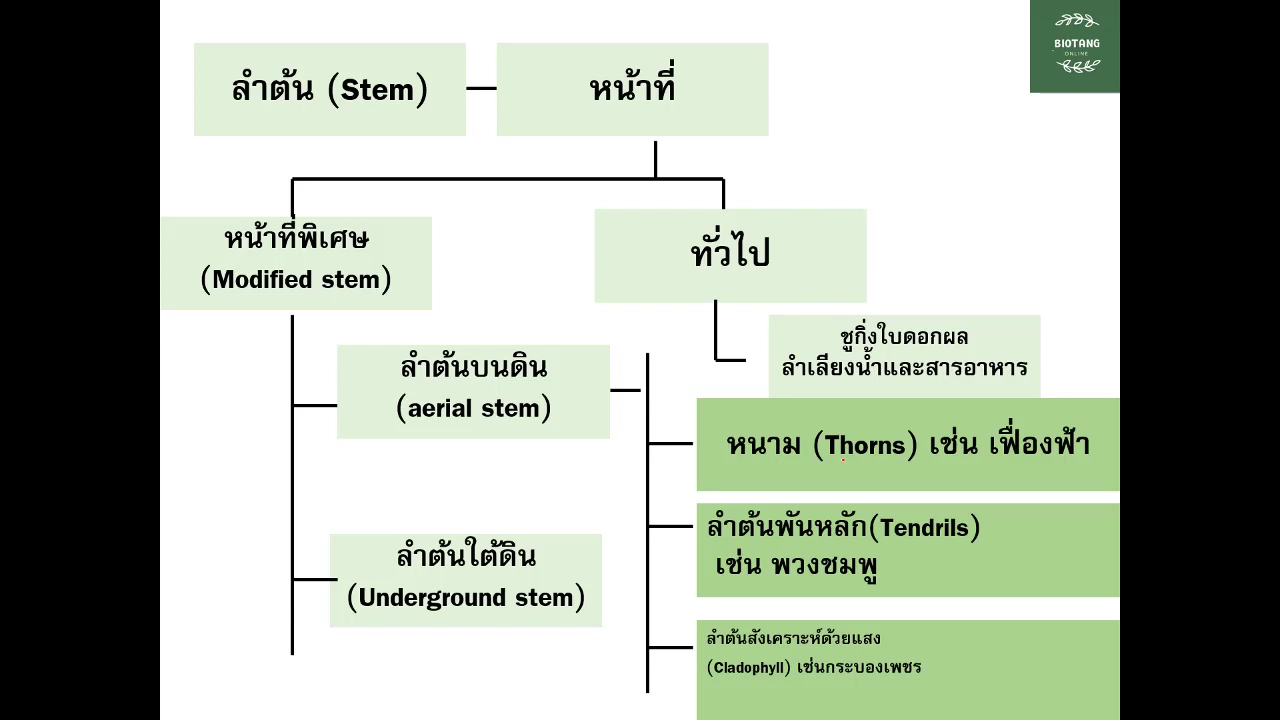 BIOTANG
ONLINE
ลำต้น (Stem)
หน้าที่
หน้าที่พิเศษ
(Modified stem)
ทั่วไป
ชูกิ่งใบดอกผล
ลำเลียงน้ำและสารอาหาร
ลำต้นบนดิน
(aerial stem)
หนาม (Thorns) เช่น เฟื่องฟ้า
ลำต้นพันหลัก(Tendrils)
เช่น พวงชมพู
ลำต้นใต้ดิน
(Underground stem)
ลำต้นสังเคราะห์ด้วยแสง
(Cladophyll) เช่นกระบองเพชร